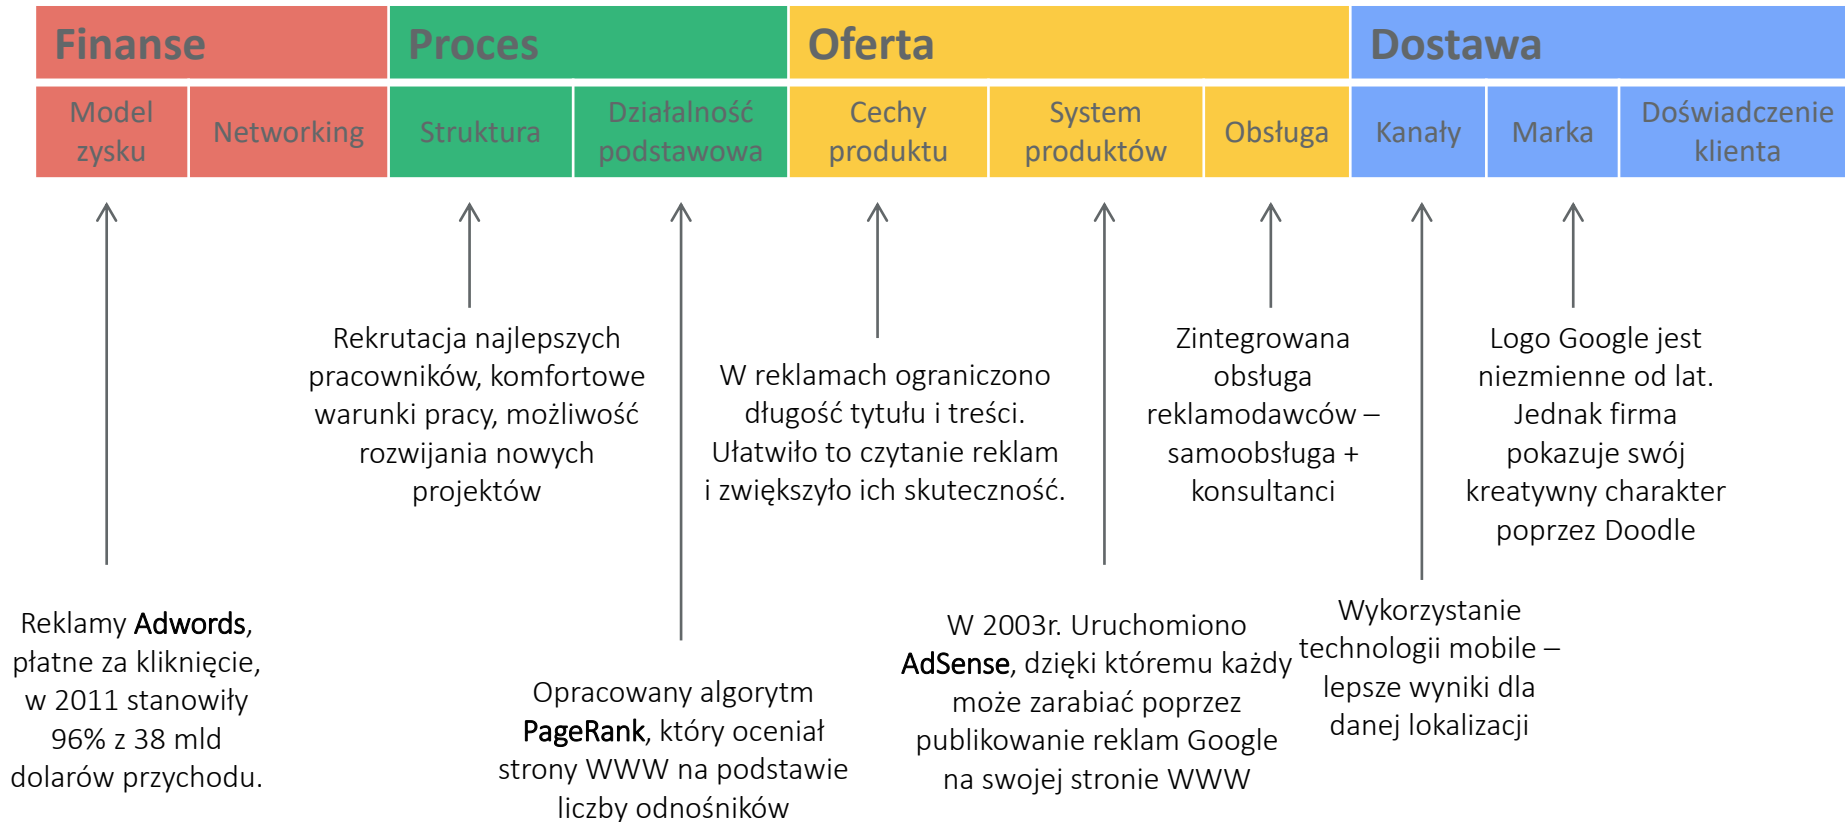 Finanse
Proces
Oferta
Dostawa
Model
zysku
Networking
Struktura
Działalność
podstawowa
Cechy
produktu
System
produktów
Obsługa
Kanały
Marka
Doświadczenie
klienta
Rekrutacja najlepszych
pracowników, komfortowe
warunki pracy, możliwość
rozwijania nowych
projektów
W reklamach ograniczono
długość tytułu i treści.
Ułatwiło to czytanie reklam
i zwiększyło ich skuteczność.
Zintegrowana
obsługa
reklamodawców –
samoobsługa +
konsultanci
Logo Google jest
niezmienne od lat.
Jednak firma
pokazuje swój
kreatywny charakter
poprzez Doodle
Reklamy Adwords,
płatne za kliknięcie,
w 2011 stanowiły
96% z 38 mld
dolarów przychodu.
Opracowany algorytm
PageRank, który oceniał
strony WWW na podstawie
liczby odnośników
W 2003r. Uruchomiono
AdSense, dzięki któremu każdy
może zarabiać poprzez
publikowanie reklam Google
na swojej stronie WWW
Wykorzystanie
technologii mobile –
lepsze wyniki dla
danej lokalizacji